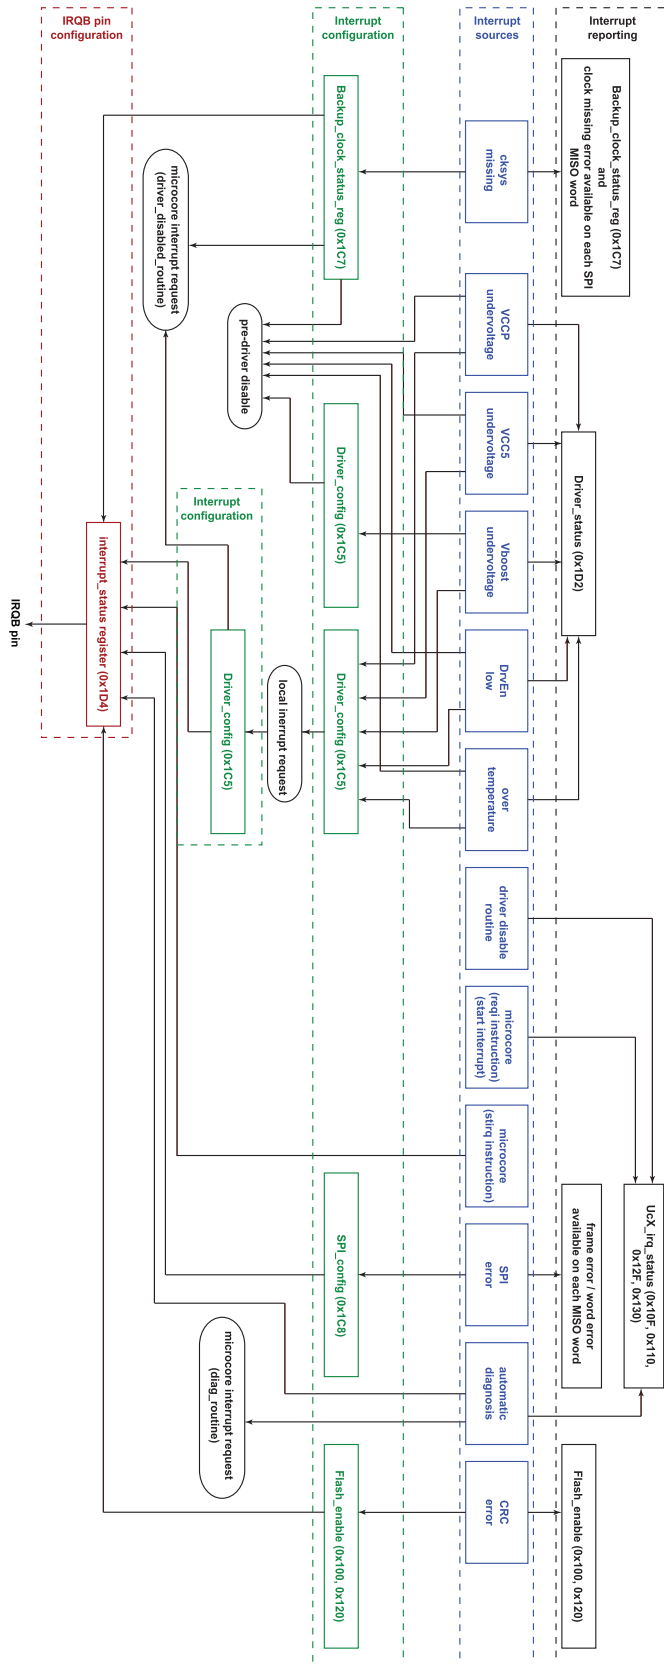 Interrupt
reporting
Backup_clock_status_reg (0x1C7)
and
clock missing error available on each SPI
MISO word
Driver_status (0x1D2)
UcX_irq_status (0x10F, 0x110,
0x12F, 0x130)
frame error / word error
available on each MISO word
Flash_enable (0x100, 0x120)
Interrupt
sources
cksys
missing
VCCP
undervoltage
VCC5
undervoltage
Vboost
undervoltage
DrvEn
low
over
temperature
driver disable
routine
microcore
(reqi instruction)
(start interrupt)
microcore
(stirq instruction)
SPI
error
automatic
diagnosis
CRC
error
Interrupt
configuration
Backup_clock_status_reg (0x1C7)
Driver_config (0x1C5)
Driver_config (0x1C5)
SPI_config (0x1C8)
Flash_enable (0x100, 0x120)
pre-driver disable
local inerrupt request
Interrupt
configuration
Driver_config (0x1C5)
microcore interrupt request
(driver_disabled_routine)
microcore interrupt request
(diag_routine)
IRQB pin
configuration
interrupt_status register (0x1D4)
IRQB pin